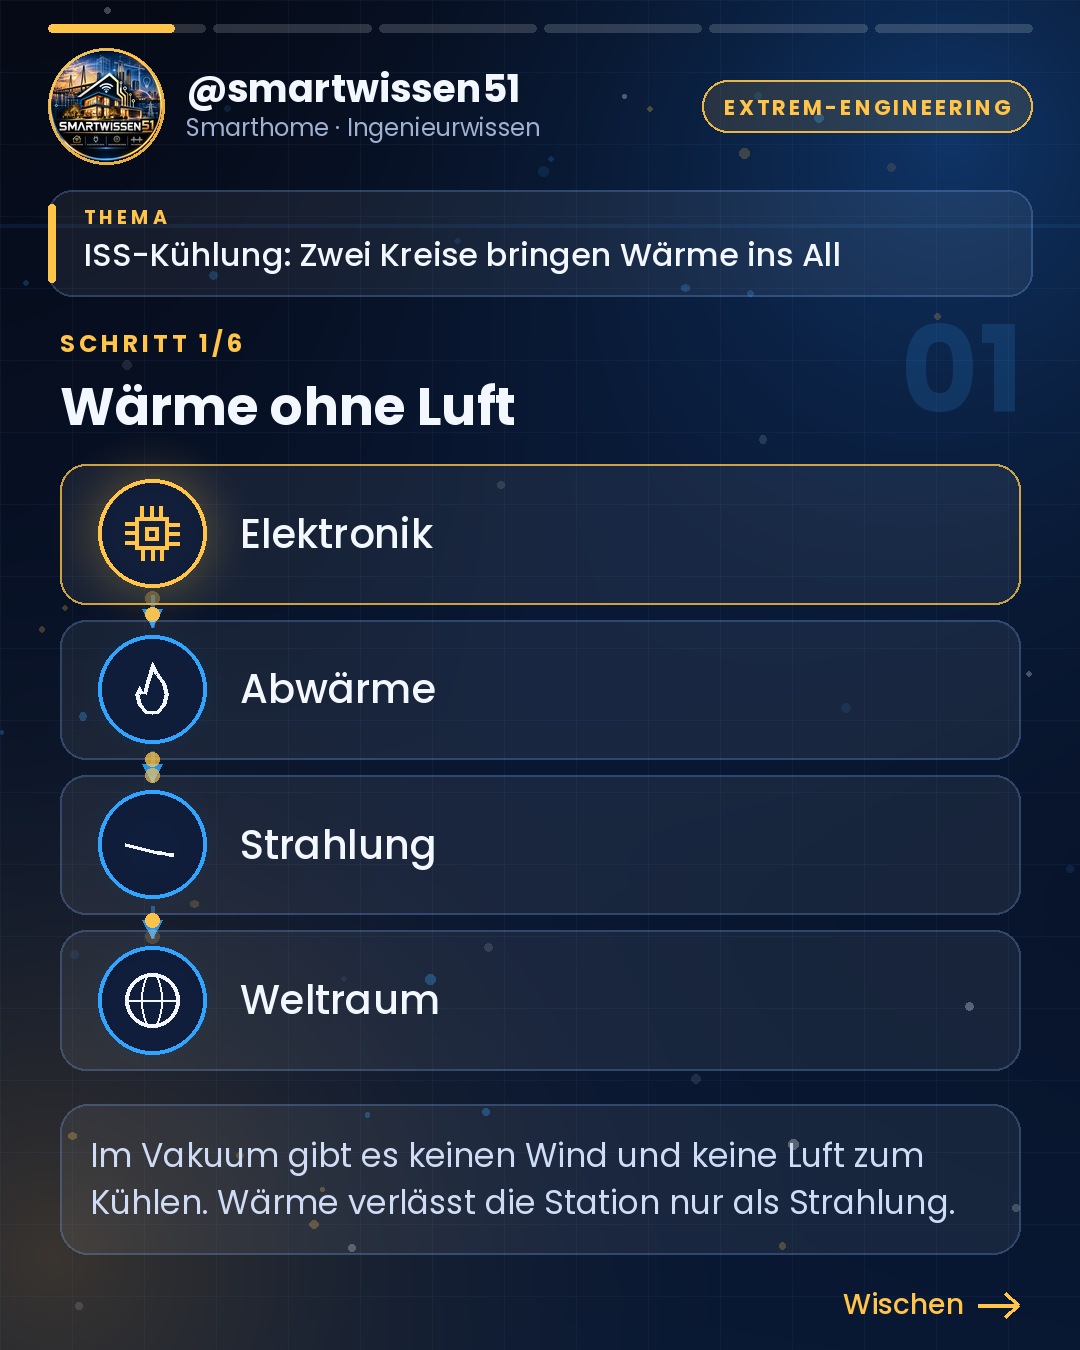 SMARTWISSEN51
@smartwissen51
Smarthome · Ingenieurwissen
EXTREM-ENGINEERING
THEMA
ISS-Kühlung: Zwei Kreise bringen Wärme ins All
SCHRITT 1/6
01
Wärme ohne Luft
Elektronik
Abwärme
Strahlung
Weltraum
Im Vakuum gibt es keinen Wind und keine Luft zum
Kühlen. Wärme verlässt die Station nur als Strahlung.
Wischen